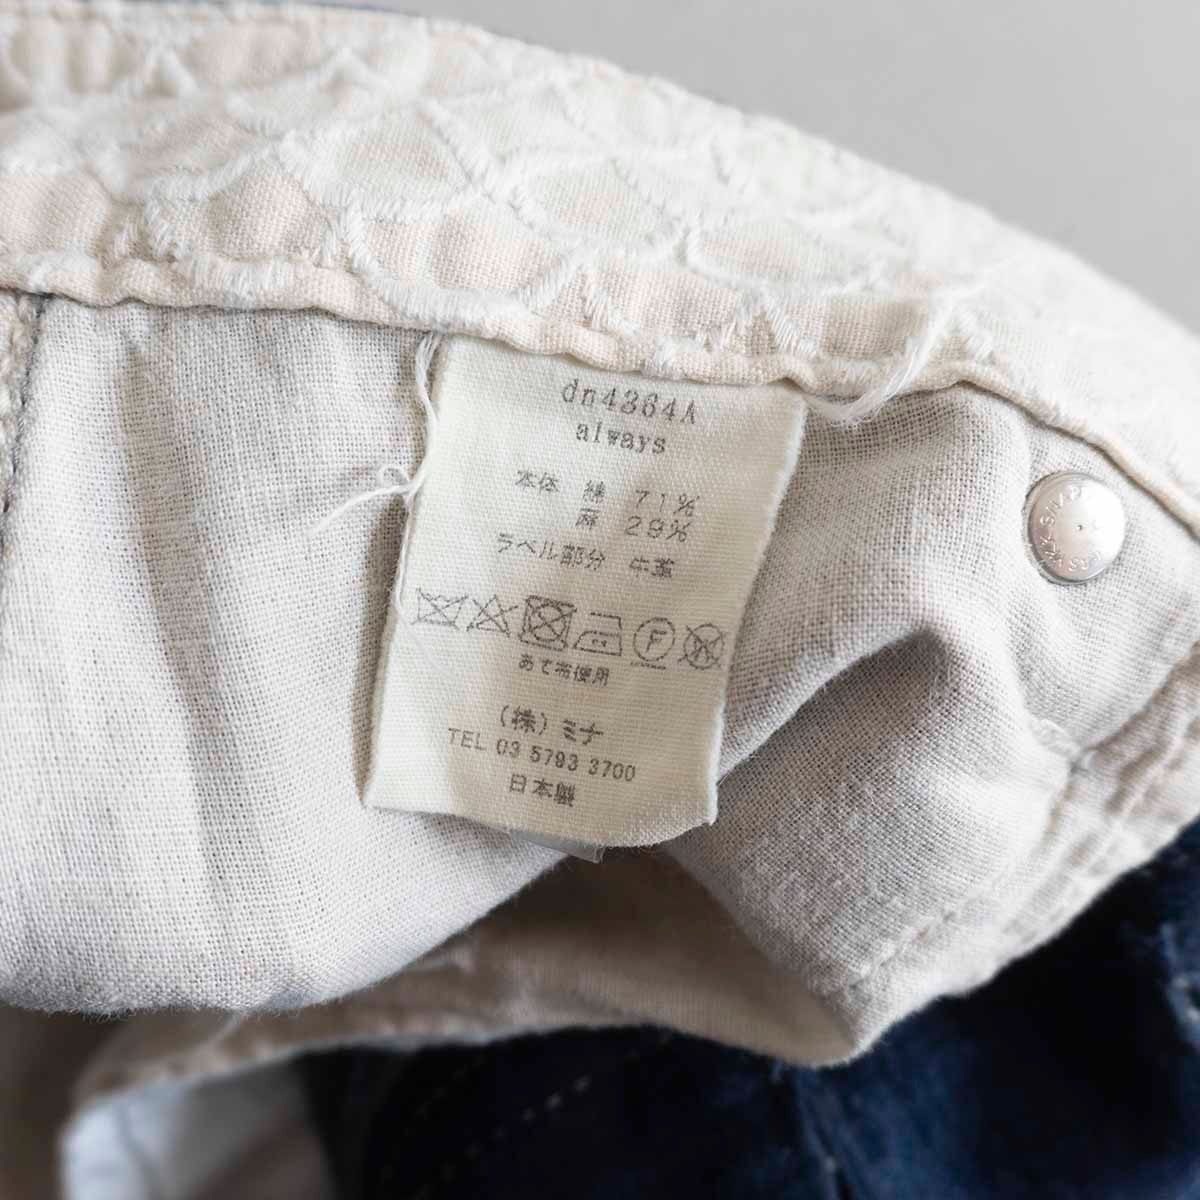 dn4364A
always
本体 綿 71%
麻 29%
ラベル部分 牛革
F
あて布使用
(株) ミナ
TEL 03 5793 3700
日本製